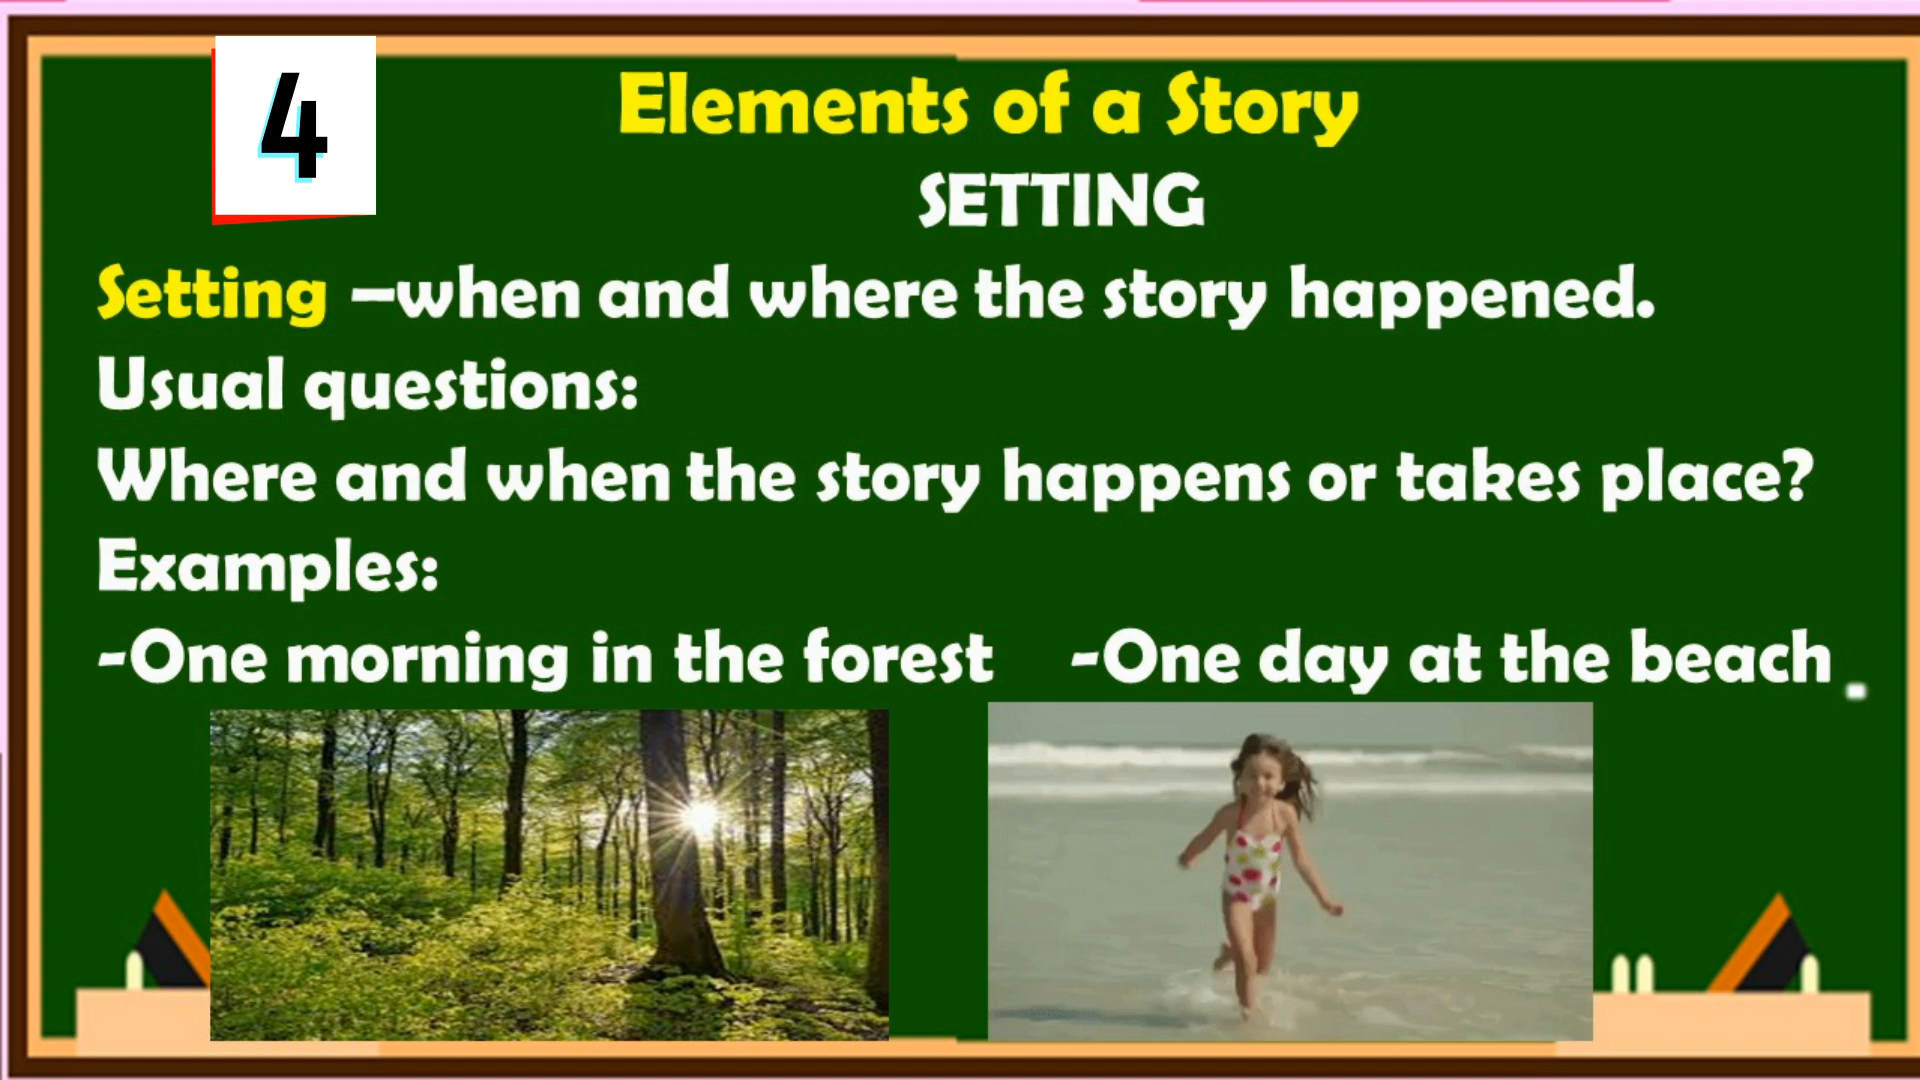 4
Elements of a Story
SETTING
Setting –when and where the story happened.
Usual questions:
Where and when the story happens or takes place?
Examples:
-One morning in the forest -One day at the beach.